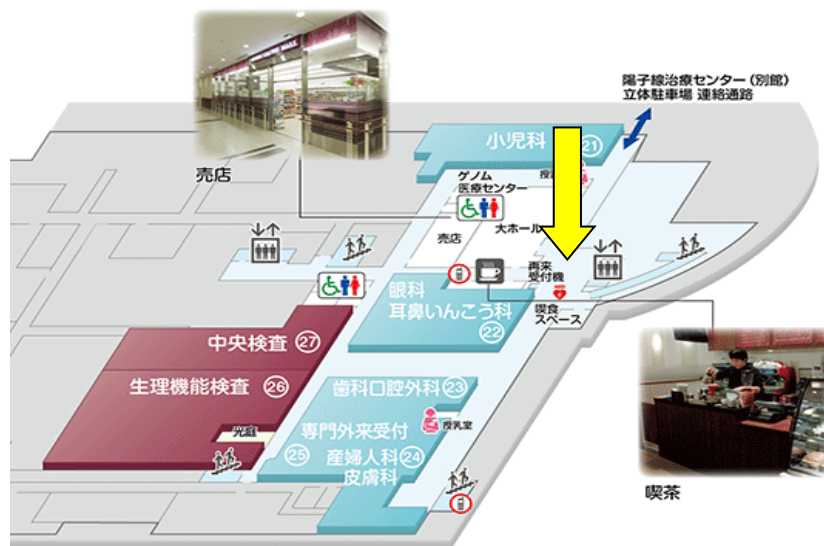 陽子線治療センター（別館）
立体駐車場 連絡通路
小児科 21
売店
ゲノム
医療センター
大ホール
売店
再来
受付機
眼科
耳鼻いんこう科
22
喫食
スペース
中央検査 27
生理機能検査 26
歯科口腔外科 23
光庭
専門外来受付
授乳室
25
産婦人科 24
皮膚科
喫茶